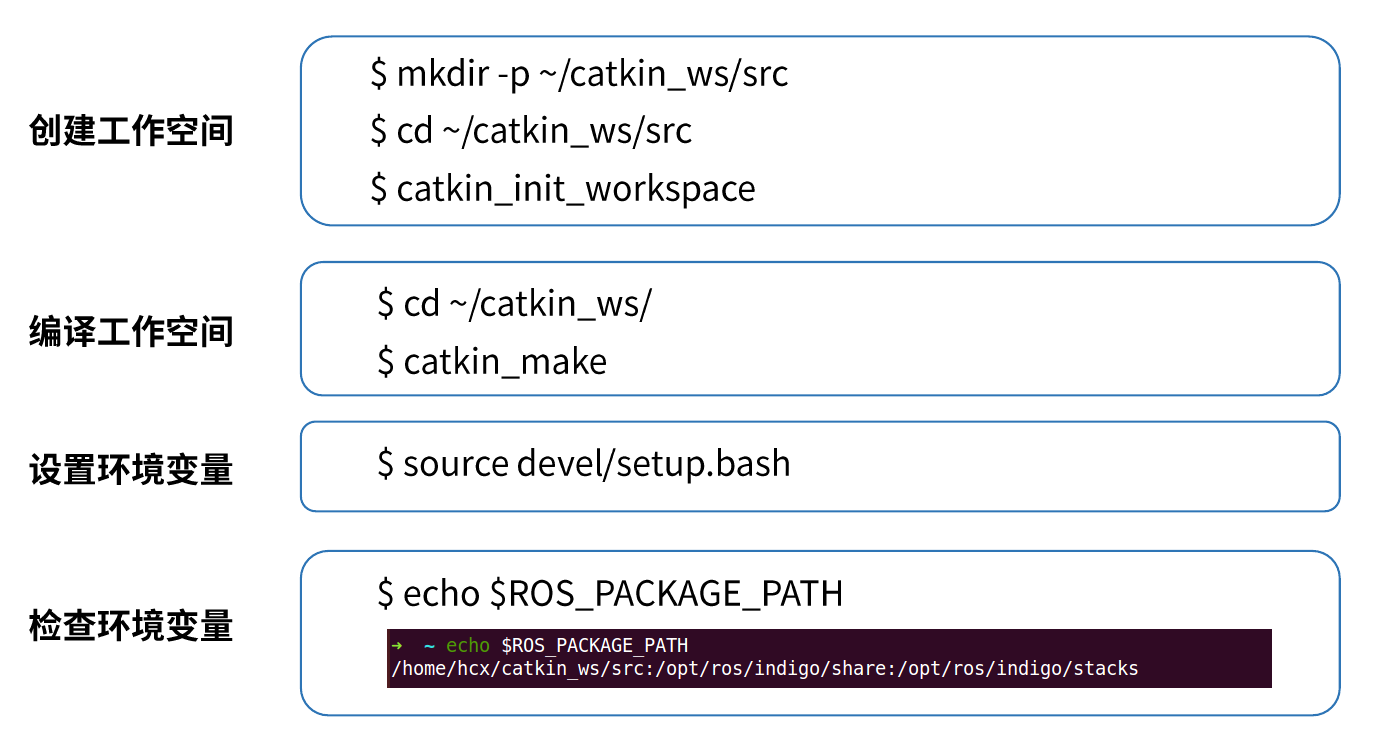 创建工作空间
$ mkdir -p ~/catkin_ws/src
$ cd ~/catkin_ws/src
$ catkin_init_workspace
编译工作空间
$ cd ~/catkin_ws/
$ catkin_make
设置环境变量
$ source devel/setup.bash
检查环境变量
$ echo $ROS_PACKAGE_PATH
➜ ~ echo $ROS_PACKAGE_PATH
/home/hcx/catkin_ws/src:/opt/ros/indigo/share:/opt/ros/indigo/stacks